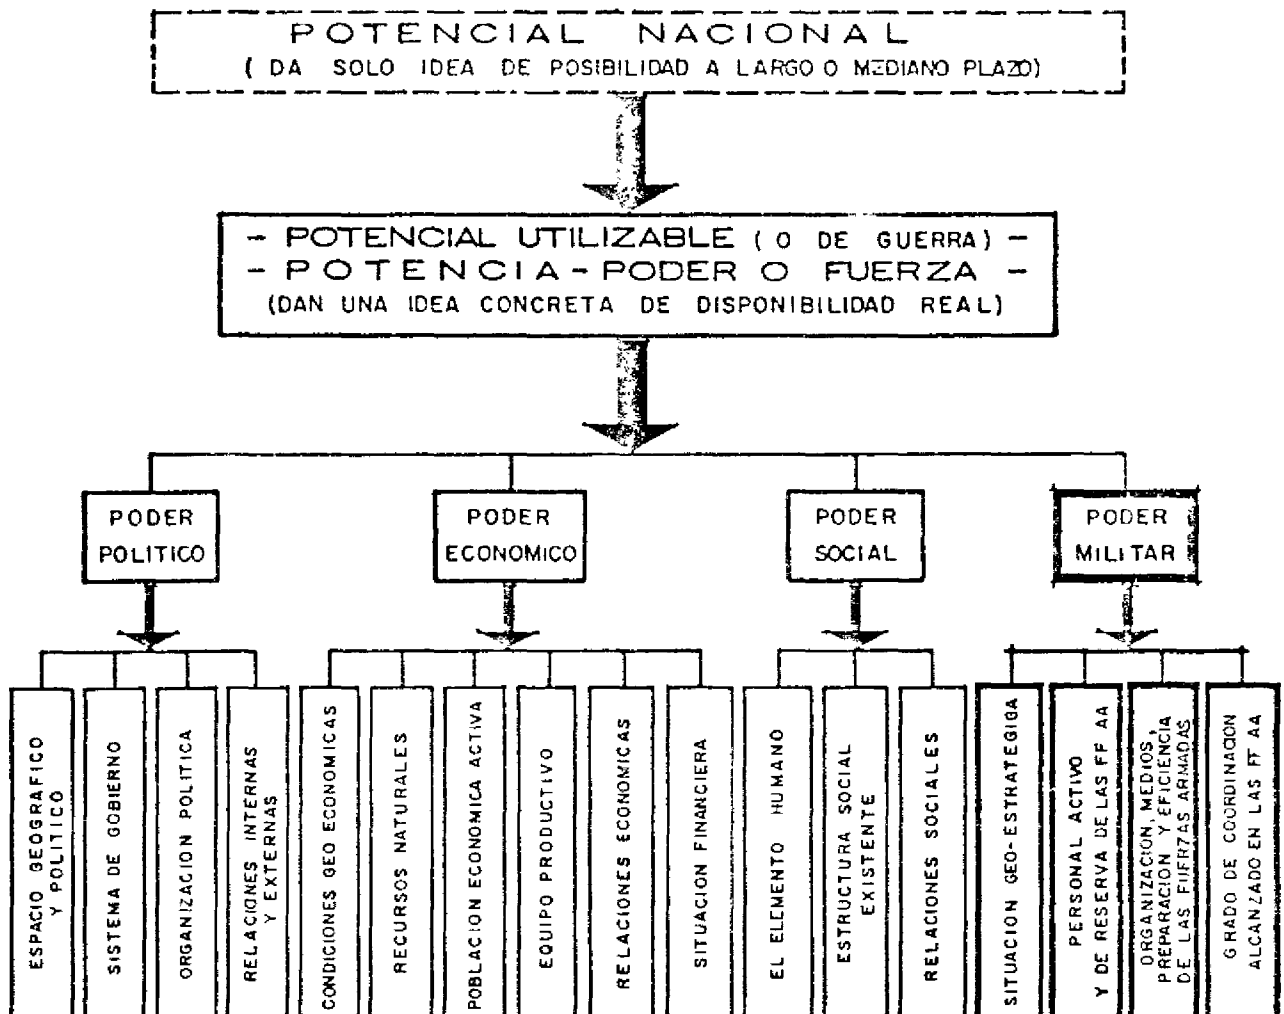 POTENCIAL NACIONAL
( DA SOLO IDEA DE POSIBILIDAD A LARGO O MEDIANO PLAZO)
- POTENCIAL UTILIZABLE ( O DE GUERRA) -
- POTENCIA - PODER O FUERZA -
(DAN UNA IDEA CONCRETA DE DISPONIBILIDAD REAL)
PODER
POLITICO
PODER
ECONOMICO
PODER
SOCIAL
PODER
MILITAR
ESPACIO GEOGRAFICO
Y POLITICO
SISTEMA DE GOBIERNO
ORGANIZACION POLITICA
RELACIONES INTERNAS
Y EXTERNAS
CONDICIONES GEO ECONOMICAS
RECURSOS NATURALES
POBLACION ECONOMICA ACTIVA
EQUIPO PRODUCTIVO
RELACIONES ECONOMICAS
SITUACION FINANCIERA
EL ELEMENTO HUMANO
ESTRUCTURA SOCIAL
EXISTENTE
RELACIONES SOCIALES
SITUACION GEO-ESTRATEGICA
PERSONAL ACTIVO
Y DE RESERVA DE LAS FF AA
ORGANIZACION, MEDIOS,
PREPARACION Y EFICIENCIA
DE LAS FUERZAS ARMADAS
GRADO DE COORDINACION
ALCANZADO EN LAS FT AA